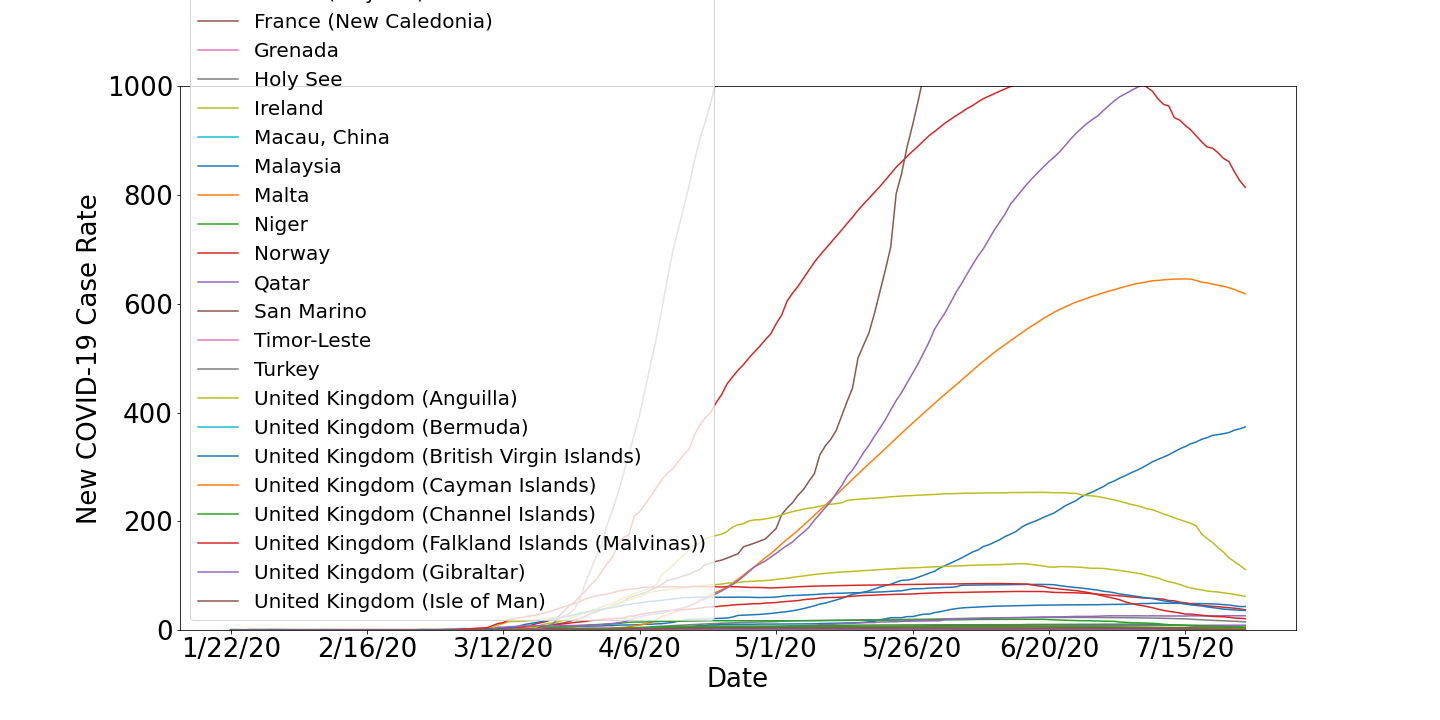 France (New Caledonia)
Grenada
Holy See
Ireland
Macau, China
Malaysia
Malta
Niger
Norway
Qatar
San Marino
Timor-Leste
Turkey
United Kingdom (Anguilla)
United Kingdom (Bermuda)
United Kingdom (British Virgin Islands)
United Kingdom (Cayman Islands)
United Kingdom (Channel Islands)
United Kingdom (Falkland Islands (Malvinas))
United Kingdom (Gibraltar)
United Kingdom (Isle of Man)
1000
800
600
400
200
0
New COVID-19 Case Rate
1/22/20 2/16/20 3/12/20 4/6/20 5/1/20 5/26/20 6/20/20 7/15/20
Date